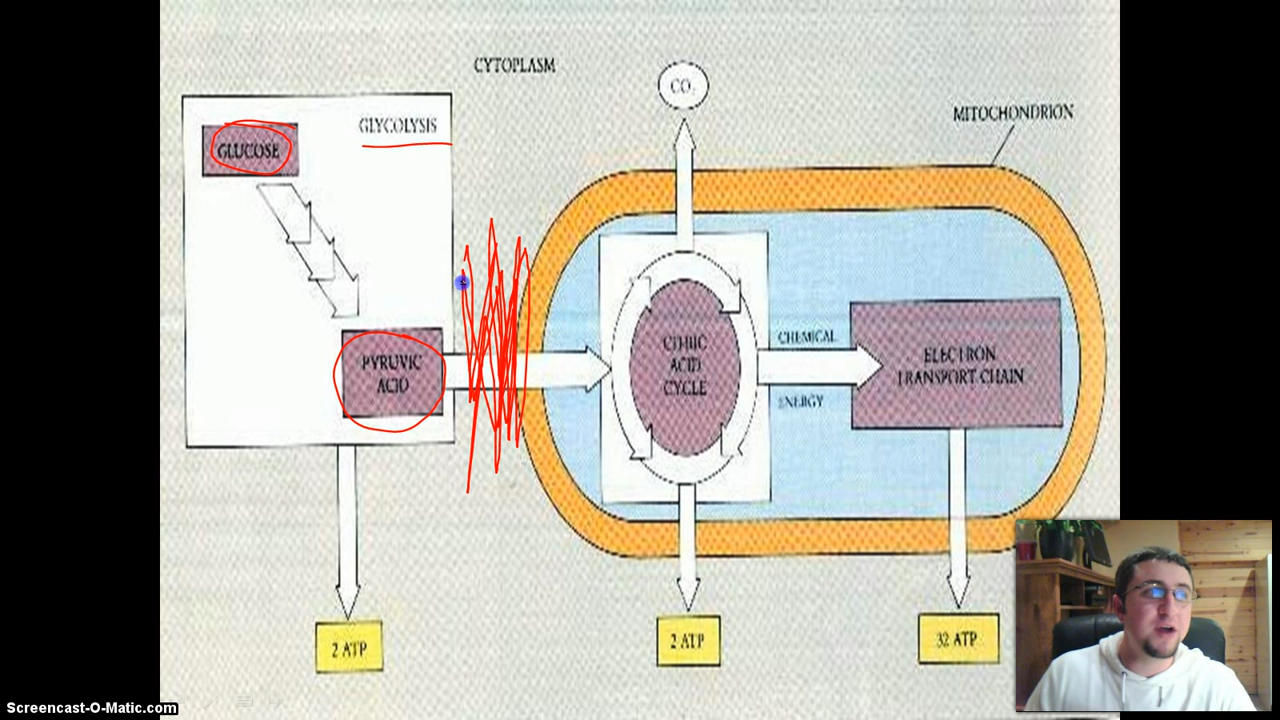 CYTOPLASM
CO
MITOCHONDRION
GLYCOLYSIS
GLUCOSE
PYRUVIC
ACID
CITRIC
ACID
CYCLE
CHEMICAL
ENERGY
ELECTRON
TRANSPORT CHAIN
2 ATP
2 ATP
32 ATP
Screencast-O-Matic.com